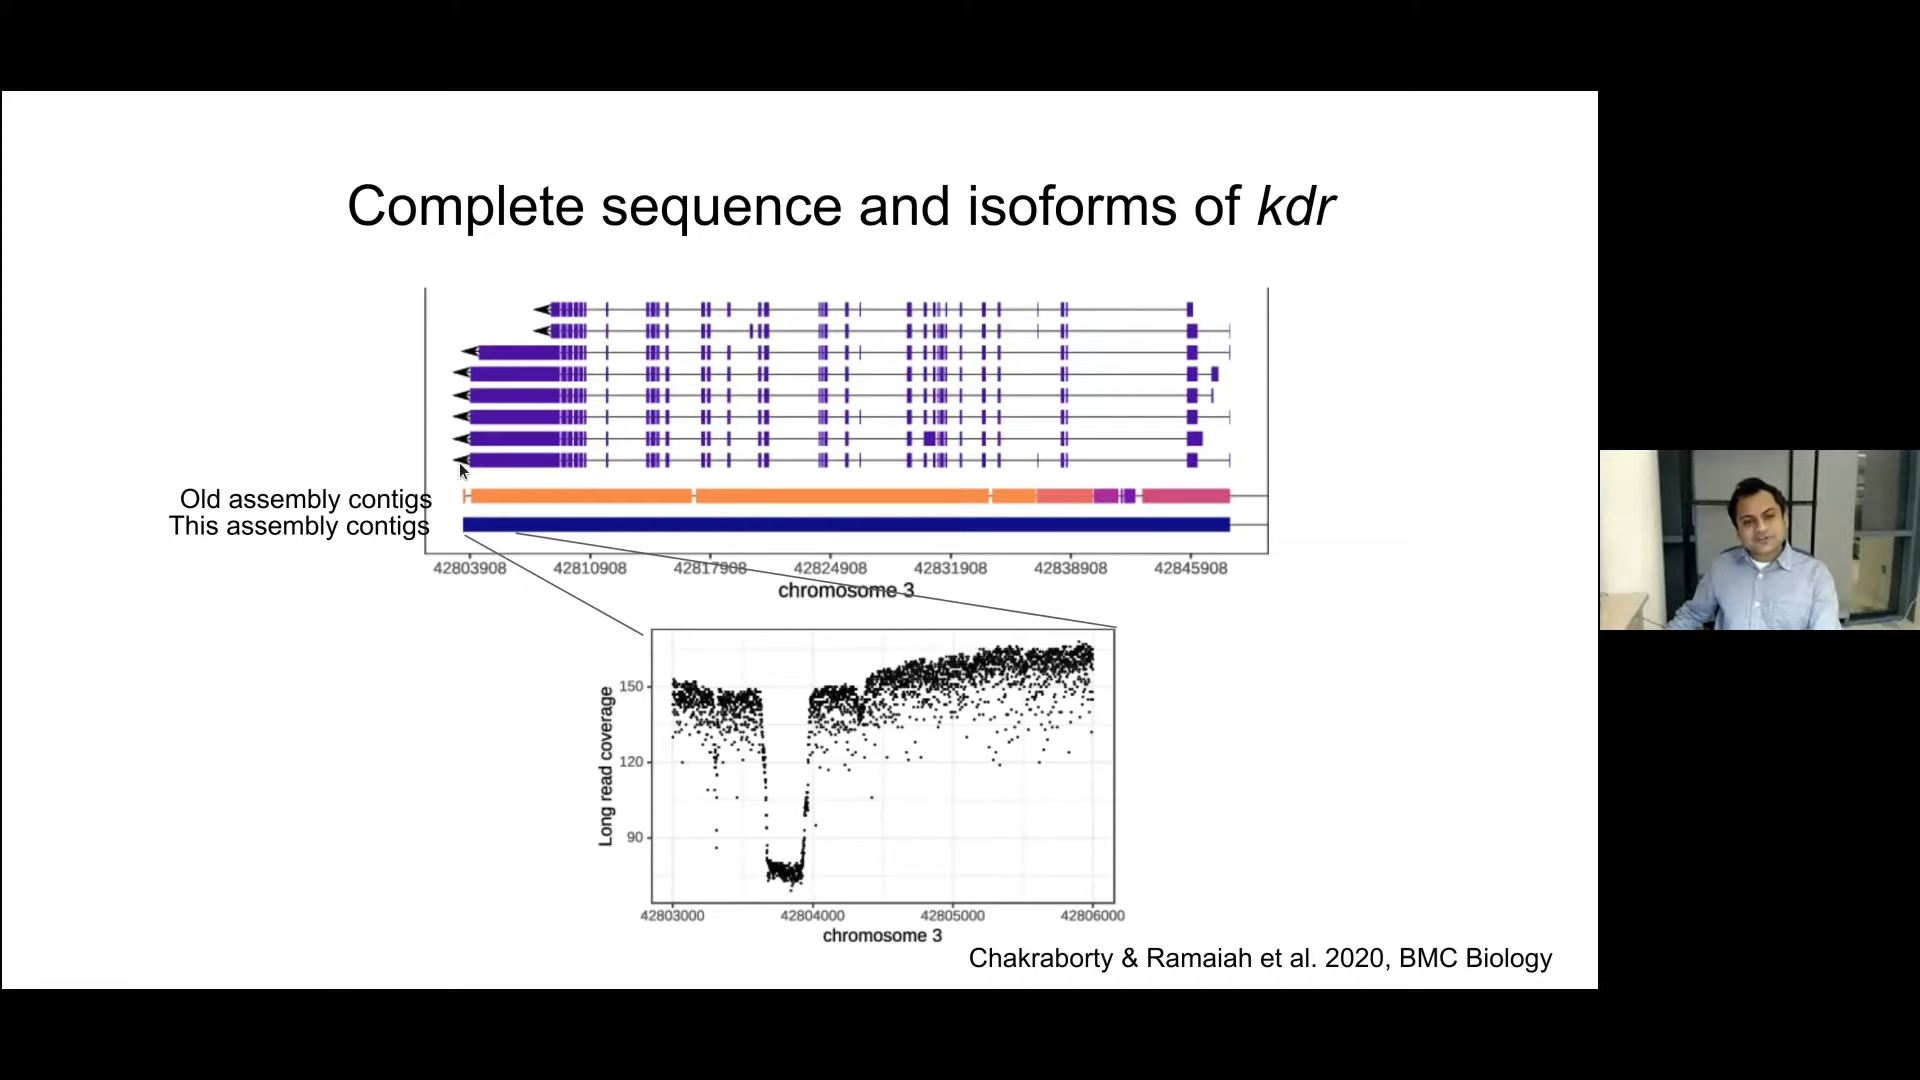 Complete sequence and isoforms of kdr
Old assembly contigs
This assembly contigs
42803908 42810908 42817908 42824908 42831908 42838908 42845908
chromosome 3
Long read coverage
150
120
90
42803000 42804000 42805000 42806000
chromosome 3
Chakraborty & Ramaiah et al. 2020, BMC Biology